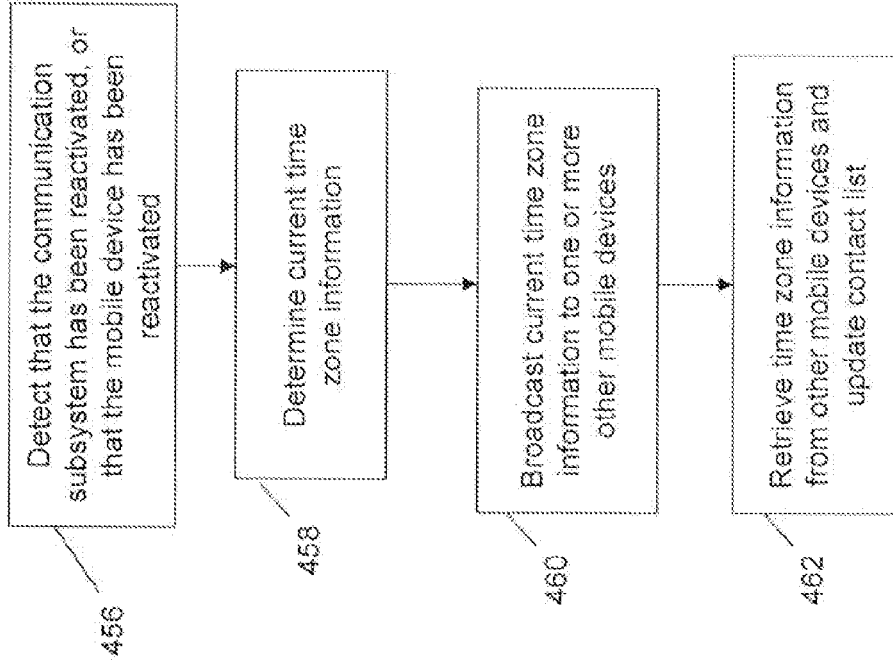 Detect that the communication
subsystem has been reactivated, or
that the mobile device has been
reactivated
456
Determine current time
zone information
458
Broadcast current time zone
information to one or more
other mobile devices
460
Retrieve time zone information
from other mobile devices and
update contact list
462